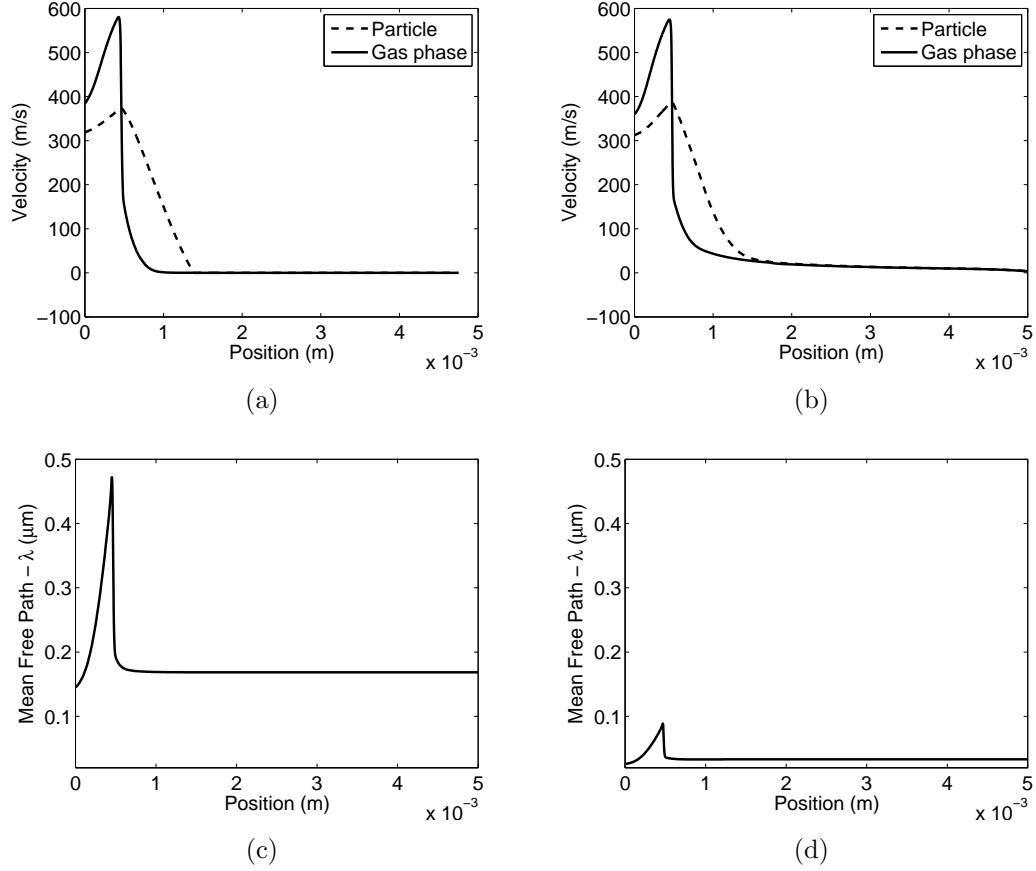 600
500
400
300
200
100
0
−100
Velocity (m/s)
0 1 2 3 4 5
Position (m)
x 10⁻³
Particle
Gas phase
(a)
600
500
400
300
200
100
0
−100
Velocity (m/s)
0 1 2 3 4 5
Position (m)
x 10⁻³
Particle
Gas phase
(b)
0.5
0.4
0.3
0.2
0.1
Mean Free Path − λ (μm)
0 1 2 3 4 5
Position (m)
x 10⁻³
(c)
0.5
0.4
0.3
0.2
0.1
Mean Free Path − λ (μm)
0 1 2 3 4 5
Position (m)
x 10⁻³
(d)